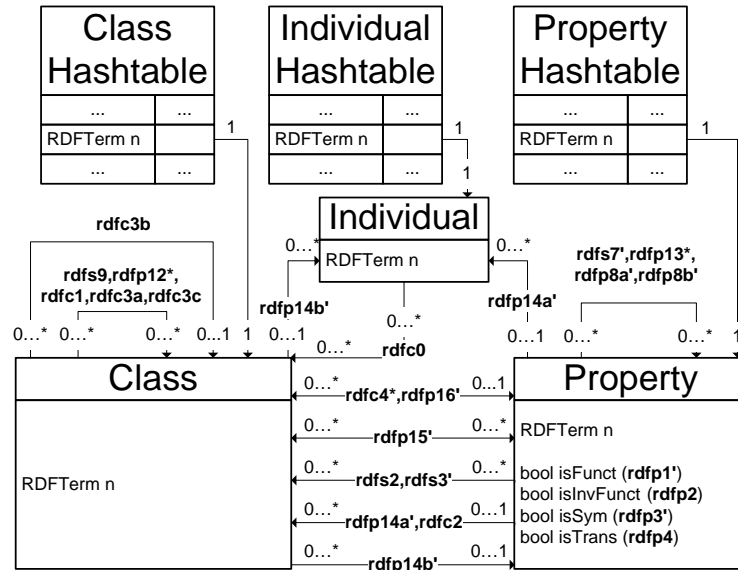 Class
Hashtable
... ...
RDFTerm n
... ...
Individual
Hashtable
... ...
RDFTerm n
... ...
Property
Hashtable
... ...
RDFTerm n
... ...
1
1
1
1
Individual
RDFTerm n
rdfc3b
rdfs9,rdfp12*,
rdfc1,rdfc3a,rdfc3c
0...*
0...*
rdfs7',rdfp13*,
rdfp8a',rdfp8b'
rdfp14b'
rdfp14a'
0...*
0...* 0...* 0...1 1 0...1
0...*
rdfc0
0...1 0...* 0...* 1
Class
RDFTerm n
0...* 0...1
rdfc4*,rdfp16'
0...* 0...*
rdfp15'
0...* 0...*
rdfs2,rdfs3'
0...* 0...1
rdfp14a',rdfc2
0...* 0...1
rdfp14b'
Property
RDFTerm n
bool isFunct (rdfp1')
bool isInvFunct (rdfp2)
bool isSym (rdfp3')
bool isTrans (rdfp4)